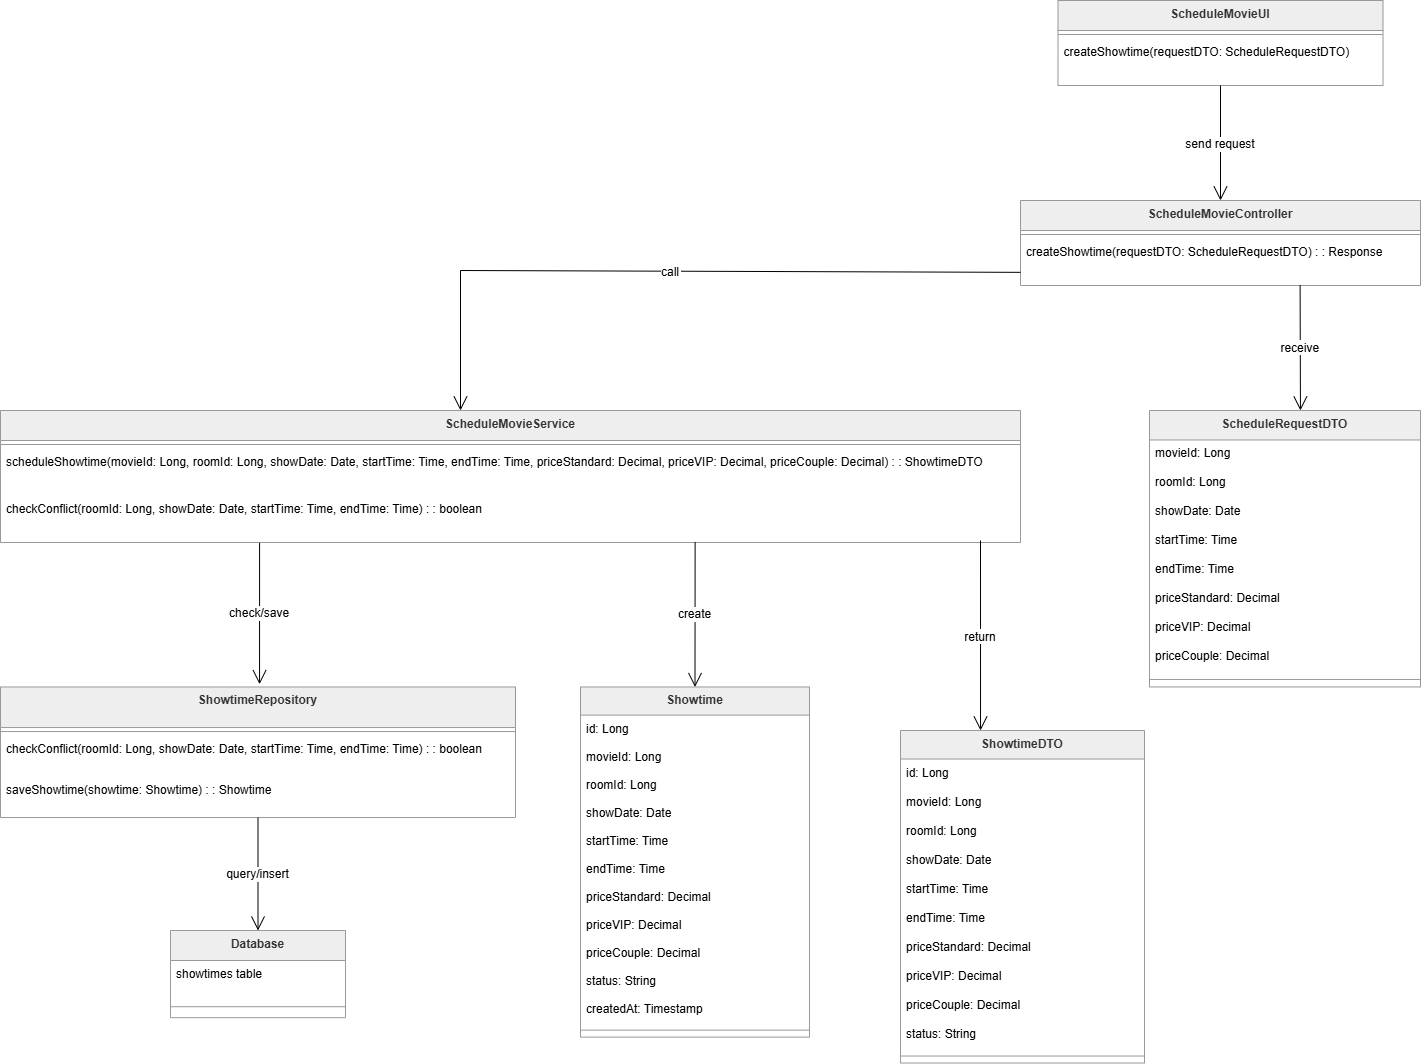 ScheduleMovieUI
createShowtime(requestDTO: ScheduleRequestDTO)
send request
ScheduleMovieController
createShowtime(requestDTO: ScheduleRequestDTO) : : Response
call
receive
ScheduleMovieService
scheduleShowtime(movieId: Long, roomId: Long, showDate: Date, startTime: Time, endTime: Time, priceStandard: Decimal, priceVIP: Decimal, priceCouple: Decimal) : : ShowtimeDTO
checkConflict(roomId: Long, showDate: Date, startTime: Time, endTime: Time) : : boolean
ScheduleRequestDTO
movieId: Long
roomId: Long
showDate: Date
startTime: Time
endTime: Time
priceStandard: Decimal
priceVIP: Decimal
priceCouple: Decimal
check/save
create
return
ShowtimeRepository
checkConflict(roomId: Long, showDate: Date, startTime: Time, endTime: Time) : : boolean
saveShowtime(showtime: Showtime) : : Showtime
query/insert
Database
showtimes table
Showtime
id: Long
movieId: Long
roomId: Long
showDate: Date
startTime: Time
endTime: Time
priceStandard: Decimal
priceVIP: Decimal
priceCouple: Decimal
status: String
createdAt: Timestamp
ShowtimeDTO
id: Long
movieId: Long
roomId: Long
showDate: Date
startTime: Time
endTime: Time
priceStandard: Decimal
priceVIP: Decimal
priceCouple: Decimal
status: String